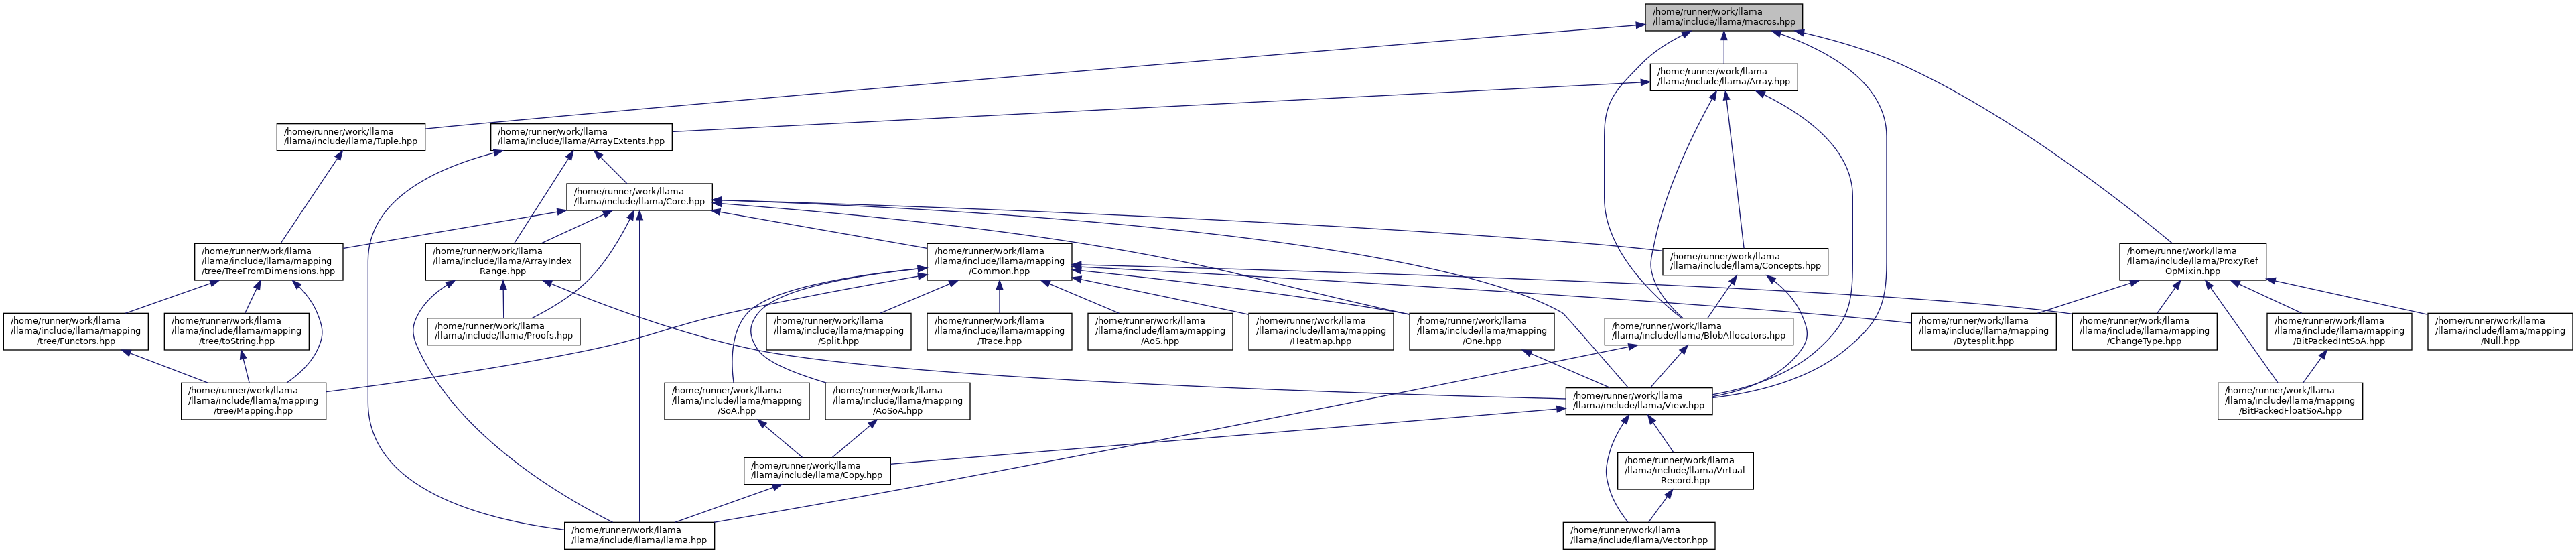 /home/runner/work/llama
/llama/include/llama/macros.hpp
/home/runner/work/llama
/llama/include/llama/Array.hpp
/home/runner/work/llama
/llama/include/llama/Tuple.hpp
/home/runner/work/llama
/llama/include/llama/ArrayExtents.hpp
/home/runner/work/llama
/llama/include/llama/Core.hpp
/home/runner/work/llama
/llama/include/llama/mapping
/tree/TreeFromDimensions.hpp
/home/runner/work/llama
/llama/include/llama/ArrayIndex
Range.hpp
/home/runner/work/llama
/llama/include/llama/mapping
/Common.hpp
/home/runner/work/llama
/llama/include/llama/Concepts.hpp
/home/runner/work/llama
/llama/include/llama/ProxyRef
OpMixin.hpp
/home/runner/work/llama
/llama/include/llama/mapping
/tree/Functors.hpp
/home/runner/work/llama
/llama/include/llama/mapping
/tree/toString.hpp
/home/runner/work/llama
/llama/include/llama/Proofs.hpp
/home/runner/work/llama
/llama/include/llama/mapping
/Split.hpp
/home/runner/work/llama
/llama/include/llama/mapping
/Trace.hpp
/home/runner/work/llama
/llama/include/llama/mapping
/AoS.hpp
/home/runner/work/llama
/llama/include/llama/mapping
/Heatmap.hpp
/home/runner/work/llama
/llama/include/llama/mapping
/One.hpp
/home/runner/work/llama
/llama/include/llama/BlobAllocators.hpp
/home/runner/work/llama
/llama/include/llama/mapping
/Bytesplit.hpp
/home/runner/work/llama
/llama/include/llama/mapping
/ChangeType.hpp
/home/runner/work/llama
/llama/include/llama/mapping
/BitPackedIntSoA.hpp
/home/runner/work/llama
/llama/include/llama/mapping
/Null.hpp
/home/runner/work/llama
/llama/include/llama/mapping
/tree/Mapping.hpp
/home/runner/work/llama
/llama/include/llama/mapping
/SoA.hpp
/home/runner/work/llama
/llama/include/llama/mapping
/AoSoA.hpp
/home/runner/work/llama
/llama/include/llama/View.hpp
/home/runner/work/llama
/llama/include/llama/mapping
/BitPackedFloatSoA.hpp
/home/runner/work/llama
/llama/include/llama/Copy.hpp
/home/runner/work/llama
/llama/include/llama/Virtual
Record.hpp
/home/runner/work/llama
/llama/include/llama/llama.hpp
/home/runner/work/llama
/llama/include/llama/Vector.hpp